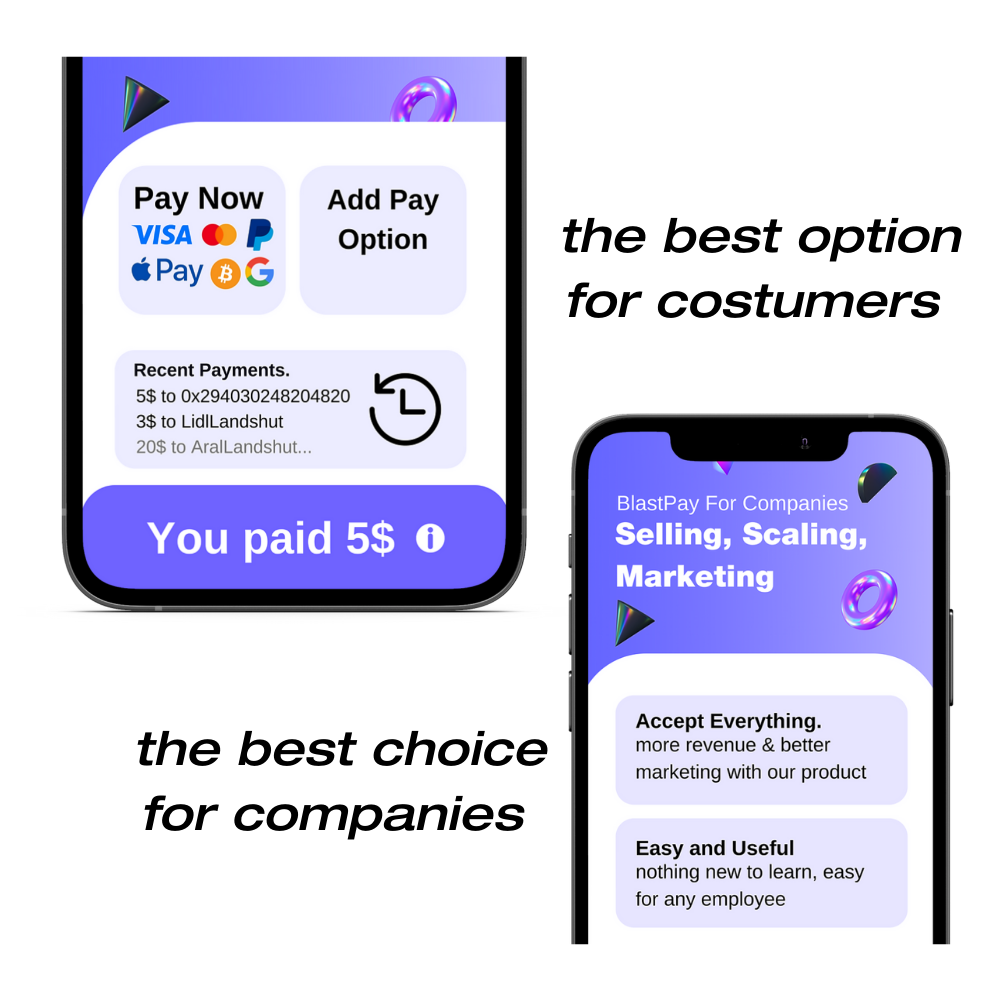 Pay Now
VISA
Pay
Add Pay
Option
Recent Payments.
5$ to 0x294030248204820
3$ to LidlLandshut
20$ to AralLandshut...
You paid 5$ i
the best option
for costumers
BlastPay For Companies
Selling, Scaling,
Marketing
Accept Everything.
more revenue & better
marketing with our product
Easy and Useful
nothing new to learn, easy
for any employee
the best choice
for companies